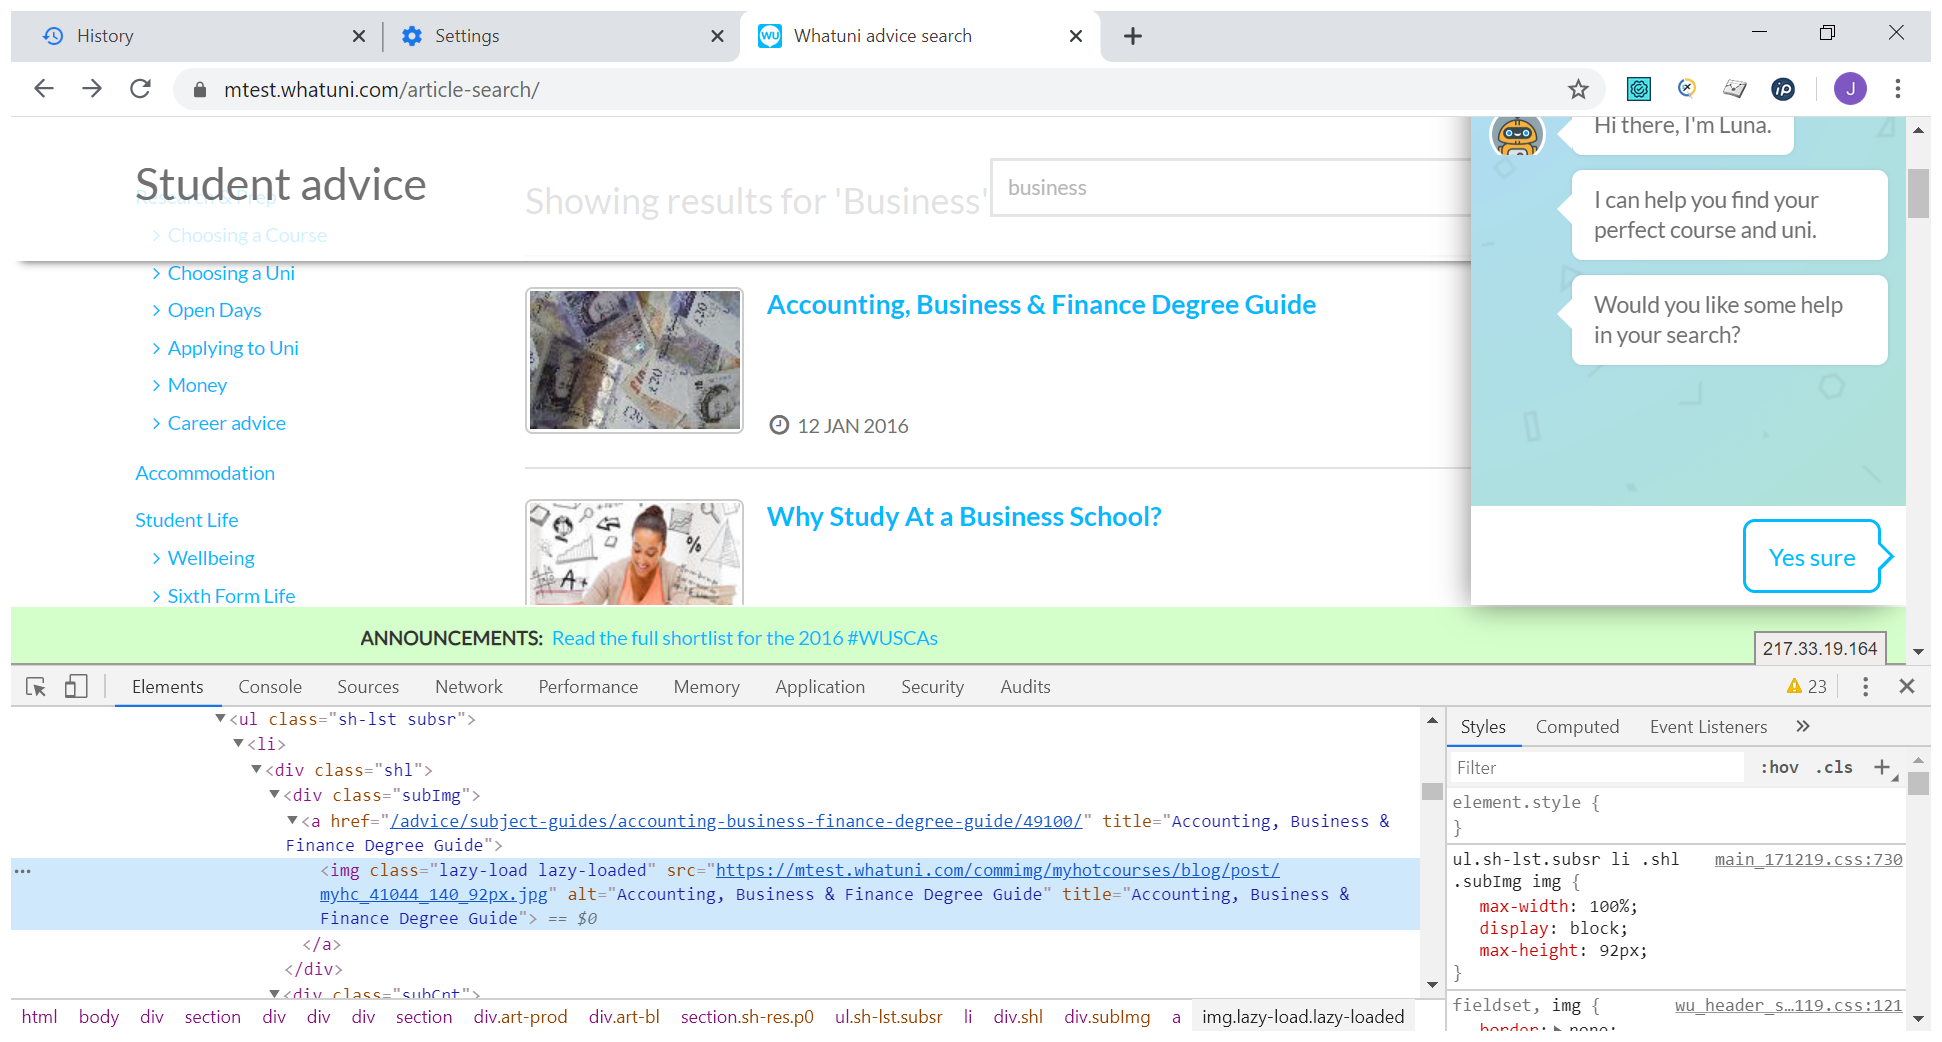 History
Settings
WU Whatuni advice search
mtest.whatuni.com/article-search/
iP
J
Student advice
Research & Prep
Showing results for 'Business'
business
Choosing a Course
Choosing a Uni
Open Days
Applying to Uni
Money
Career advice
Accommodation
Student Life
Wellbeing
Sixth Form Life
Accounting, Business & Finance Degree Guide
12 JAN 2016
Why Study At a Business School?
Hi there, I'm Luna.
I can help you find your
perfect course and uni.
Would you like some help
in your search?
Yes sure
ANNOUNCEMENTS: Read the full shortlist for the 2016 #WUSCAs
217.33.19.164
Elements Console Sources Network Performance Memory Application Security Audits
23
<ul class="sh-lst subsr">
<li>
<div class="shl">
<div class="subImg">
<a href="/advice/subject-guides/accounting-business-finance-degree-guide/49100/" title="Accounting, Business &
Finance Degree Guide">
<img class="lazy-load lazy-loaded" src="https://mtest.whatuni.com/commimg/myhotcourses/blog/post/
myhc_41044_140_92px.jpg" alt="Accounting, Business & Finance Degree Guide" title="Accounting, Business &
Finance Degree Guide"> == $0
</a>
</div>
<div class="subCnt">
html body div section div div div section div.art-prod div.art-bl section.sh-res.p0 ul.sh-lst.subsr li div.shl div.subImg a img.lazy-load.lazy-loaded
Styles Computed Event Listeners »
Filter :hov .cls +
element.style {
}
ul.sh-lst.subsr li .shl main_171219.css:730
.subImg img {
max-width: 100%;
display: block;
max-height: 92px;
}
fieldset, img { wu_header_s…119.css:121
border: none;